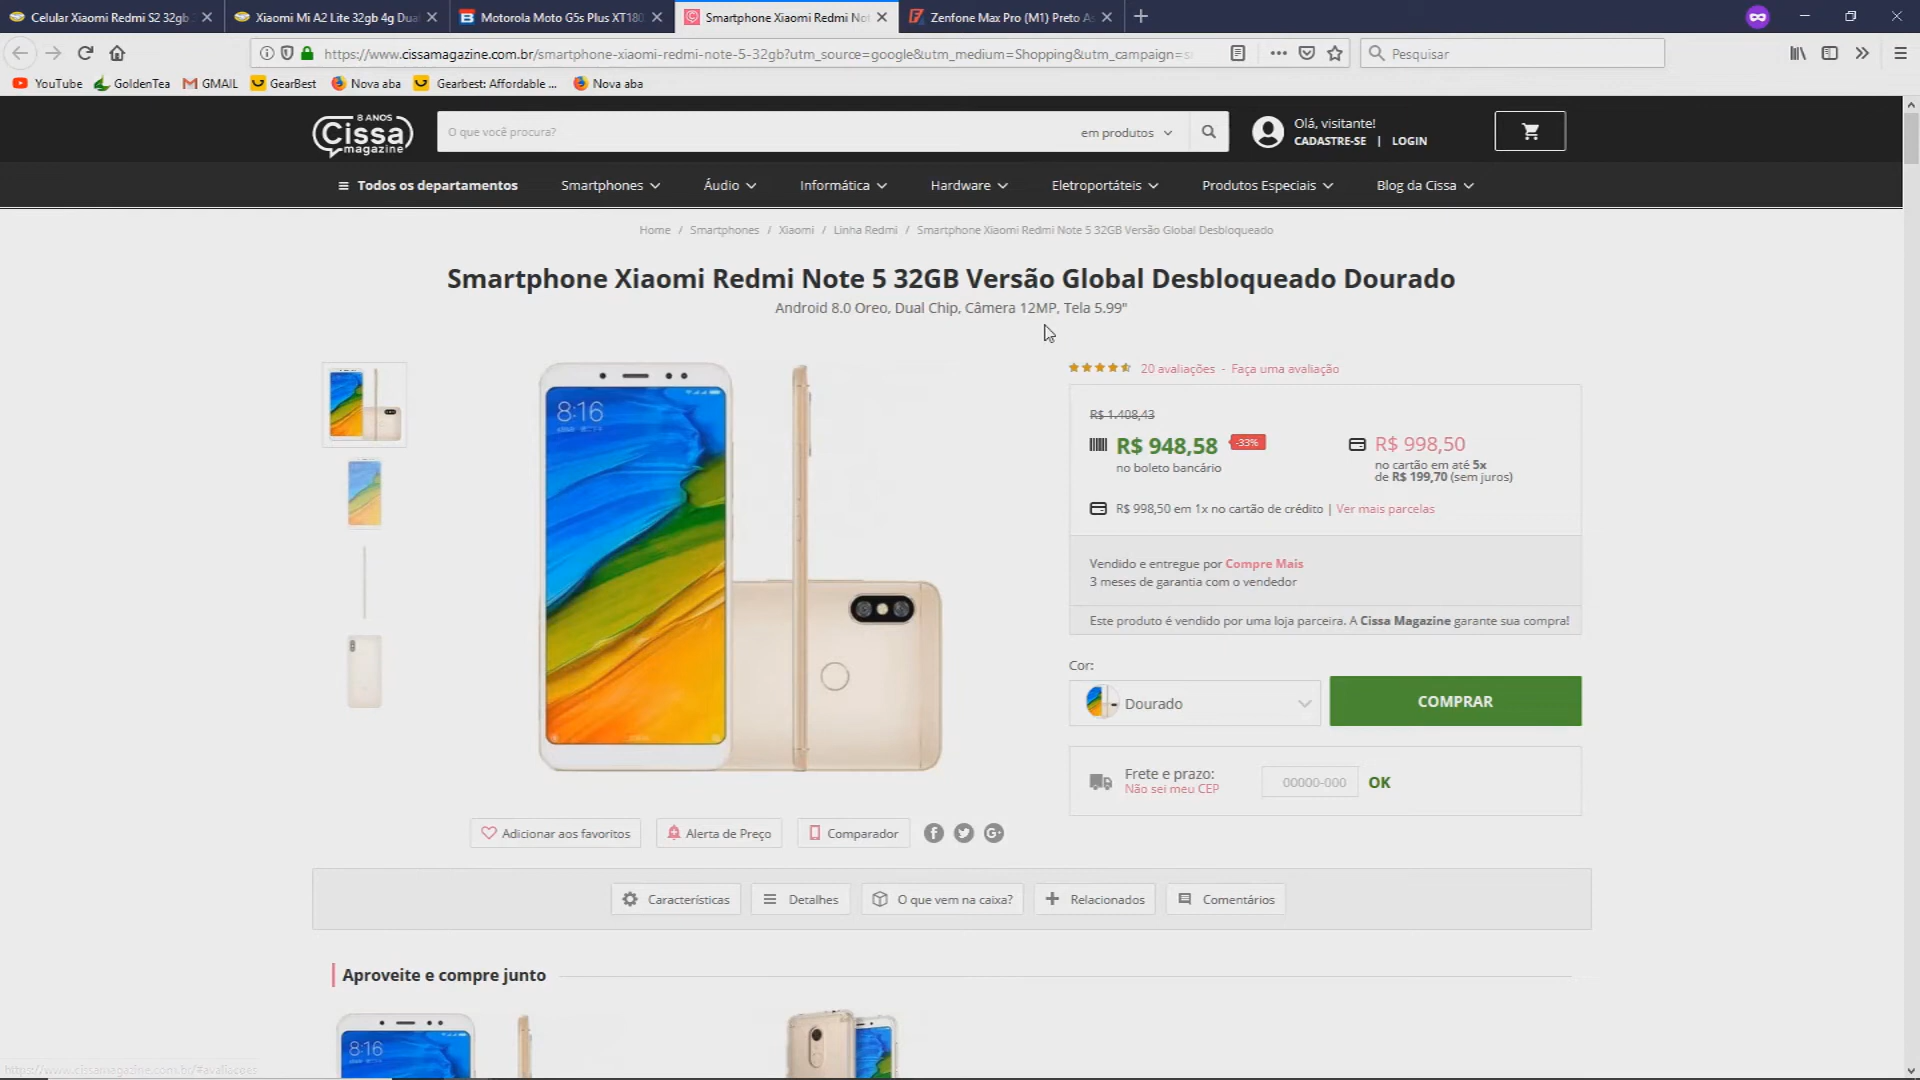 Celular Xiaomi Redmi S2 32gb
Xiaomi Mi A2 Lite 32gb 4g Dua
Motorola Moto G5s Plus XT180
Smartphone Xiaomi Redmi Not
Zenfone Max Pro (M1) Preto A
https://www.cissamagazine.com.br/smartphone-xiaomi-redmi-note-5-32gb?utm_source=google&utm_medium=Shopping&utm_campaign=s
Pesquisar
YouTube
GoldenTea
GMAIL
GearBest
Nova aba
Gearbest: Affordable ...
Nova aba
8 ANOS
Cissa
magazine
O que você procura?
em produtos
Olá, visitante!
CADASTRE-SE | LOGIN
Todos os departamentos
Smartphones
Áudio
Informática
Hardware
Eletroportáteis
Produtos Especiais
Blog da Cissa
Home / Smartphones / Xiaomi / Linha Redmi / Smartphone Xiaomi Redmi Note 5 32GB Versão Global Desbloqueado
Smartphone Xiaomi Redmi Note 5 32GB Versão Global Desbloqueado Dourado
Android 8.0 Oreo, Dual Chip, Câmera 12MP, Tela 5.99"
8:16
20 avaliações - Faça uma avaliação
R$ 1.408,43
R$ 948,58
-33%
no boleto bancário
R$ 998,50
no cartão em até 5x
de R$ 199,70 (sem juros)
R$ 998,50 em 1x no cartão de crédito | Ver mais parcelas
Vendido e entregue por Compre Mais
3 meses de garantia com o vendedor
Este produto é vendido por uma loja parceira. A Cissa Magazine garante sua compra!
Cor:
Dourado
COMPRAR
Frete e prazo:
Não sei meu CEP
00000-000
OK
Adicionar aos favoritos
Alerta de Preço
Comparador
Características
Detalhes
O que vem na caixa?
Relacionados
Comentários
Aproveite e compre junto
8:16
https://www.cissamagazine.com.br/#avaliacoes